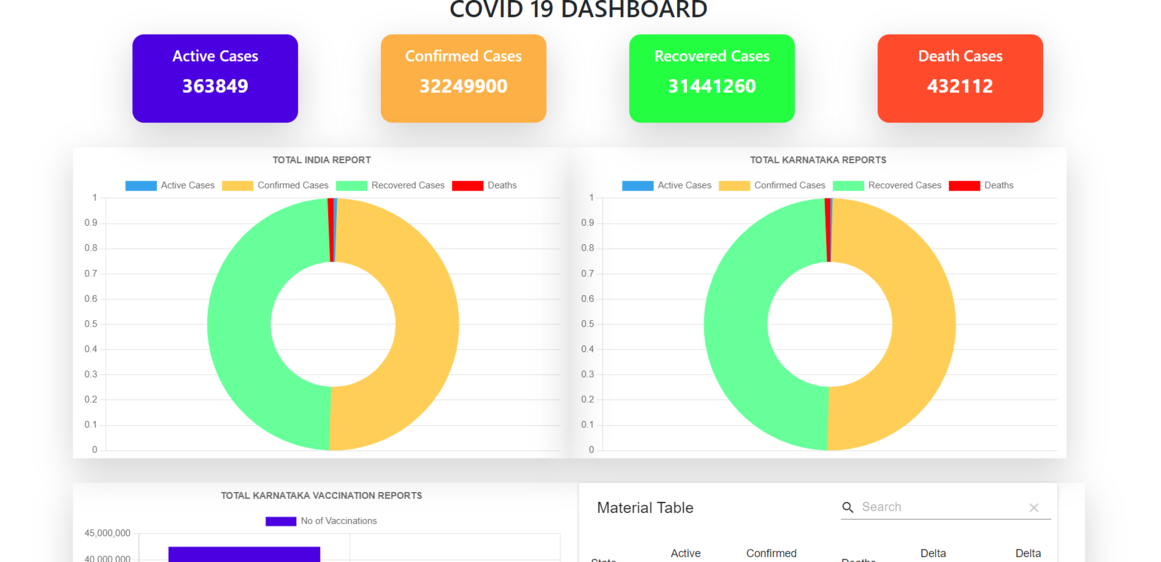 COVID 19 DASHBOARD
Active Cases
363849
Confirmed Cases
32249900
Recovered Cases
31441260
Death Cases
432112
TOTAL INDIA REPORT
Active Cases Confirmed Cases Recovered Cases Deaths
1
0.9
0.8
0.7
0.6
0.5
0.4
0.3
0.2
0.1
0
TOTAL KARNATAKA REPORTS
Active Cases Confirmed Cases Recovered Cases Deaths
1
0.9
0.8
0.7
0.6
0.5
0.4
0.3
0.2
0.1
0
TOTAL KARNATAKA VACCINATION REPORTS
No of Vaccinations
45,000,000
40,000,000
Material Table
Search
Active Confirmed Delta Delta
State Deaths